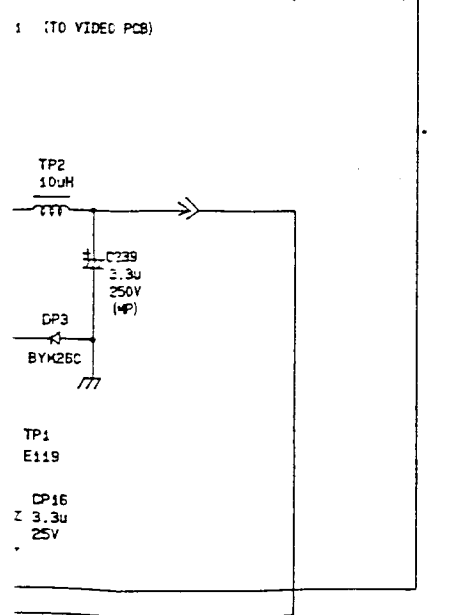 1 (TO VIDEO PCB)
TP2
10uH
C239
3.3u
250V
(MP)
DP3
BYM26C
TP1
E119
CP16
Z 3.3u
25V